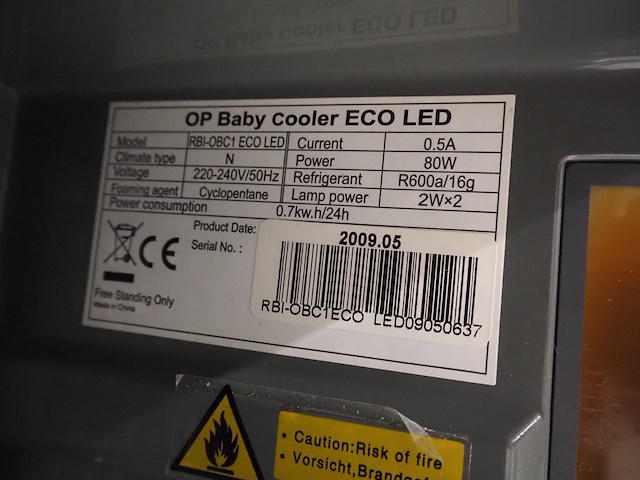 OP Baby Cooler ECO LED
Model RBI-OBC1 ECO LED Current 0.5A
Climate type N Power 80W
Voltage 220-240V/50Hz Refrigerant R600a/16g
Foaming agent Cyclopentane Lamp power 2W×2
Power consumption 0.7kw.h/24h
Product Date: 2009.05
Serial No. :
RBI-OBC1ECO LED09050637
CE
Free Standing Only
Made in China
• Caution:Risk of fire
• Vorsicht,